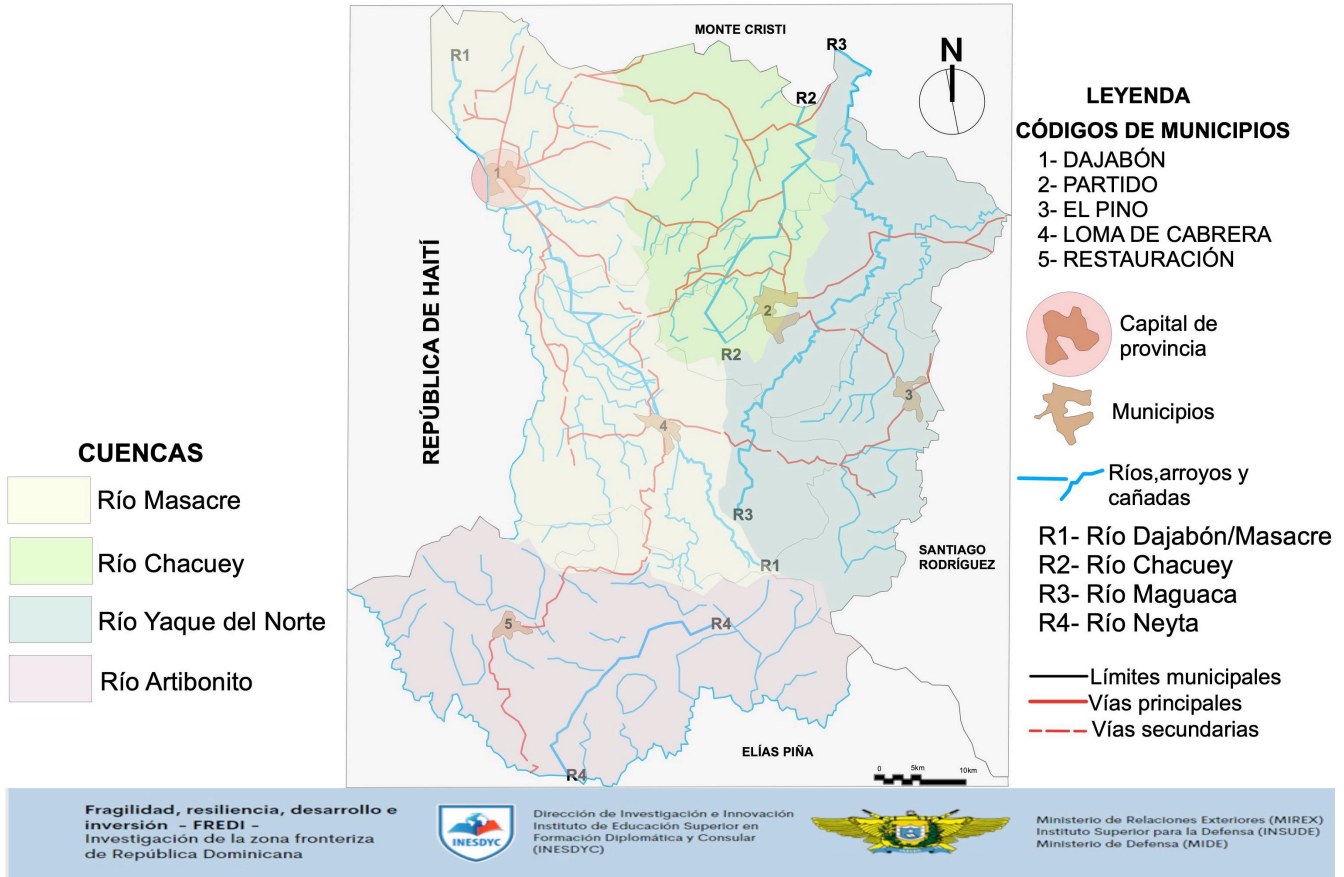 MONTE CRISTI
R1
R3
R2
N
1
REPÚBLICA DE HAITÍ
2
R2
3
4
R3
R1
SANTIAGO
RODRÍGUEZ
5
R4
ELÍAS PIÑA
R4
0 5km 10km
CUENCAS
Río Masacre
Río Chacuey
Río Yaque del Norte
Río Artibonito
LEYENDA
CÓDIGOS DE MUNICIPIOS
1- DAJABÓN
2- PARTIDO
3- EL PINO
4- LOMA DE CABRERA
5- RESTAURACIÓN
Capital de
provincia
Municipios
Ríos,arroyos y
cañadas
R1- Río Dajabón/Masacre
R2- Río Chacuey
R3- Río Maguaca
R4- Río Neyta
Límites municipales
Vías principales
Vías secundarias
Fragilidad, resiliencia, desarrollo e
inversión - FREDI -
Investigación de la zona fronteriza
de República Dominicana
INESDYC
Dirección de Investigación e Innovación
Instituto de Educación Superior en
Formación Diplomática y Consular
(INESDYC)
Ministerio de Relaciones Exteriores (MIREX)
Instituto Superior para la Defensa (INSUDE)
Ministerio de Defensa (MIDE)